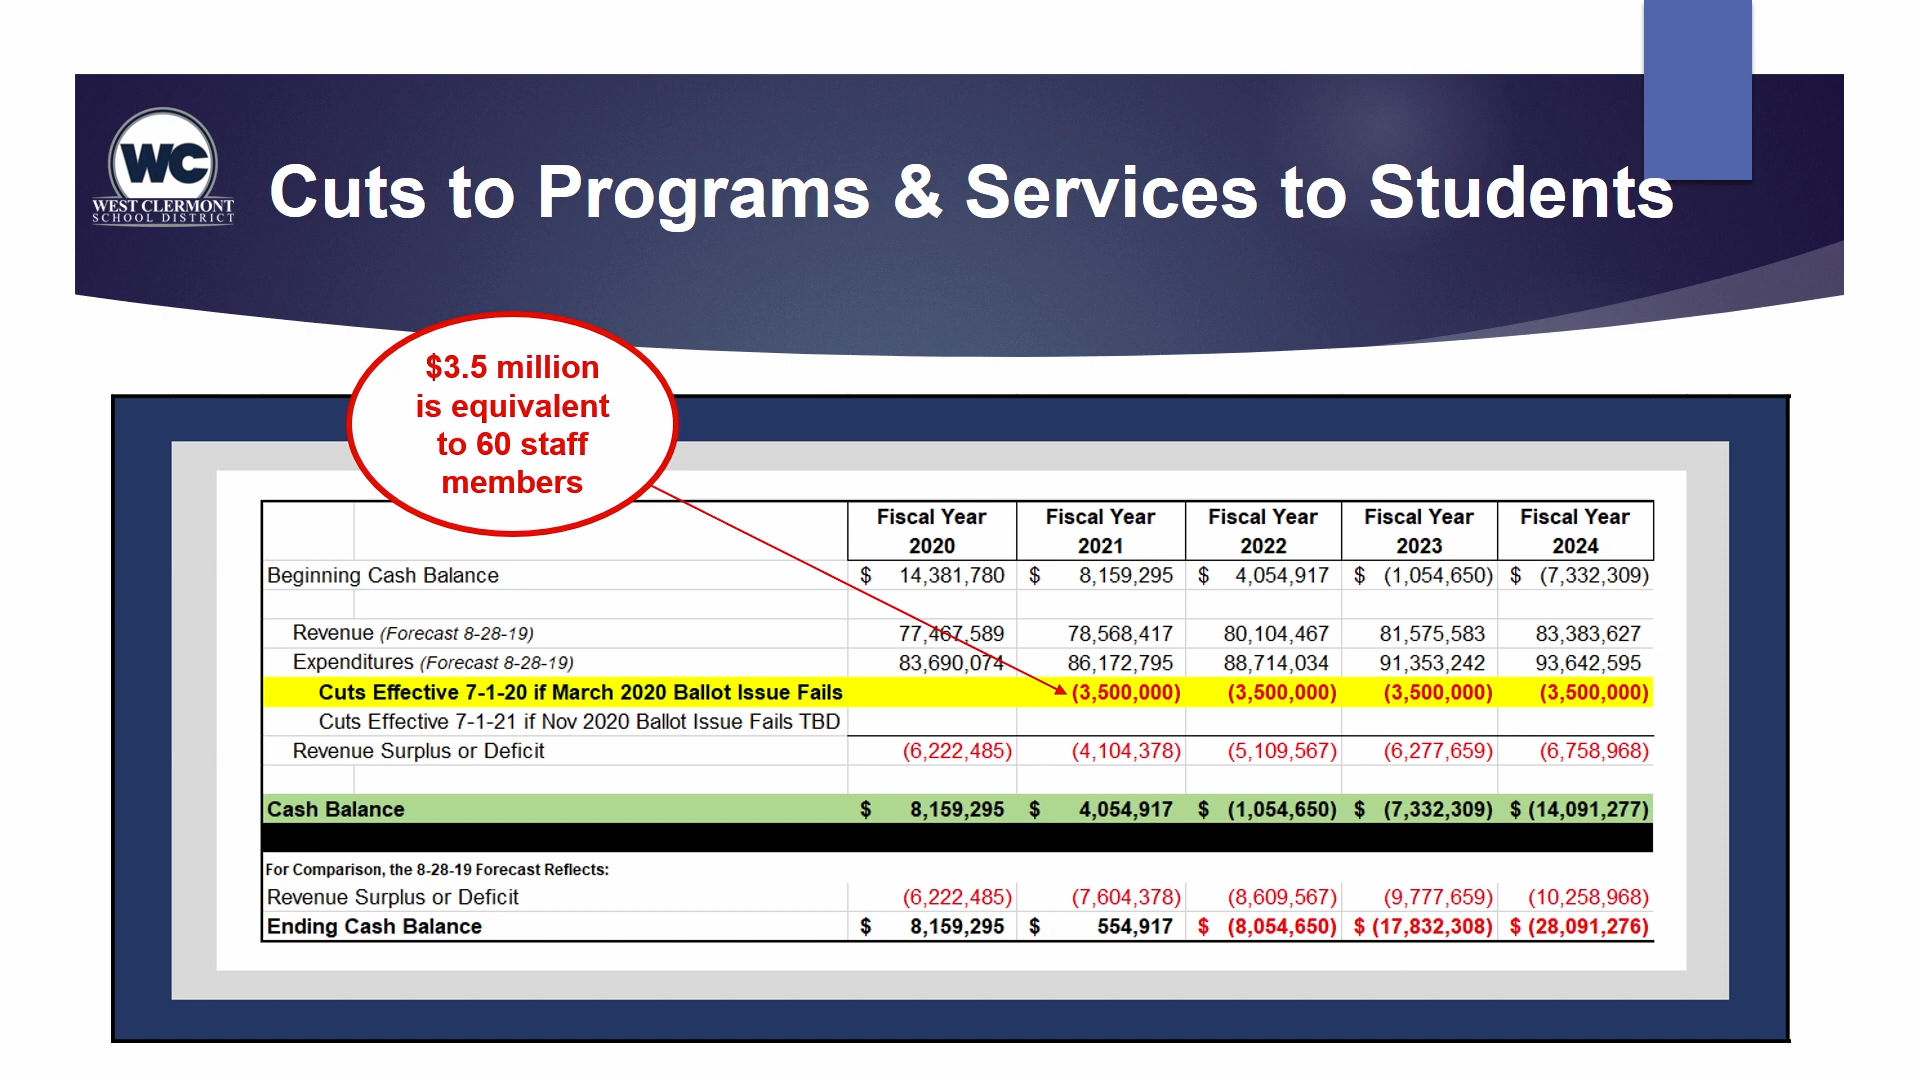 WC
WEST CLERMONT
SCHOOL DISTRICT
Cuts to Programs & Services to Students
$3.5 million
is equivalent
to 60 staff
members
Fiscal Year 2020 Fiscal Year 2021 Fiscal Year 2022 Fiscal Year 2023 Fiscal Year 2024
Beginning Cash Balance $ 14,381,780 $ 8,159,295 $ 4,054,917 $ (1,054,650) $ (7,332,309)
Revenue (Forecast 8-28-19) 77,467,589 78,568,417 80,104,467 81,575,583 83,383,627
Expenditures (Forecast 8-28-19) 83,690,074 86,172,795 88,714,034 91,353,242 93,642,595
Cuts Effective 7-1-20 if March 2020 Ballot Issue Fails (3,500,000) (3,500,000) (3,500,000) (3,500,000)
Cuts Effective 7-1-21 if Nov 2020 Ballot Issue Fails TBD
Revenue Surplus or Deficit (6,222,485) (4,104,378) (5,109,567) (6,277,659) (6,758,968)
Cash Balance $ 8,159,295 $ 4,054,917 $ (1,054,650) $ (7,332,309) $ (14,091,277)
For Comparison, the 8-28-19 Forecast Reflects:
Revenue Surplus or Deficit (6,222,485) (7,604,378) (8,609,567) (9,777,659) (10,258,968)
Ending Cash Balance $ 8,159,295 $ 554,917 $ (8,054,650) $ (17,832,308) $ (28,091,276)